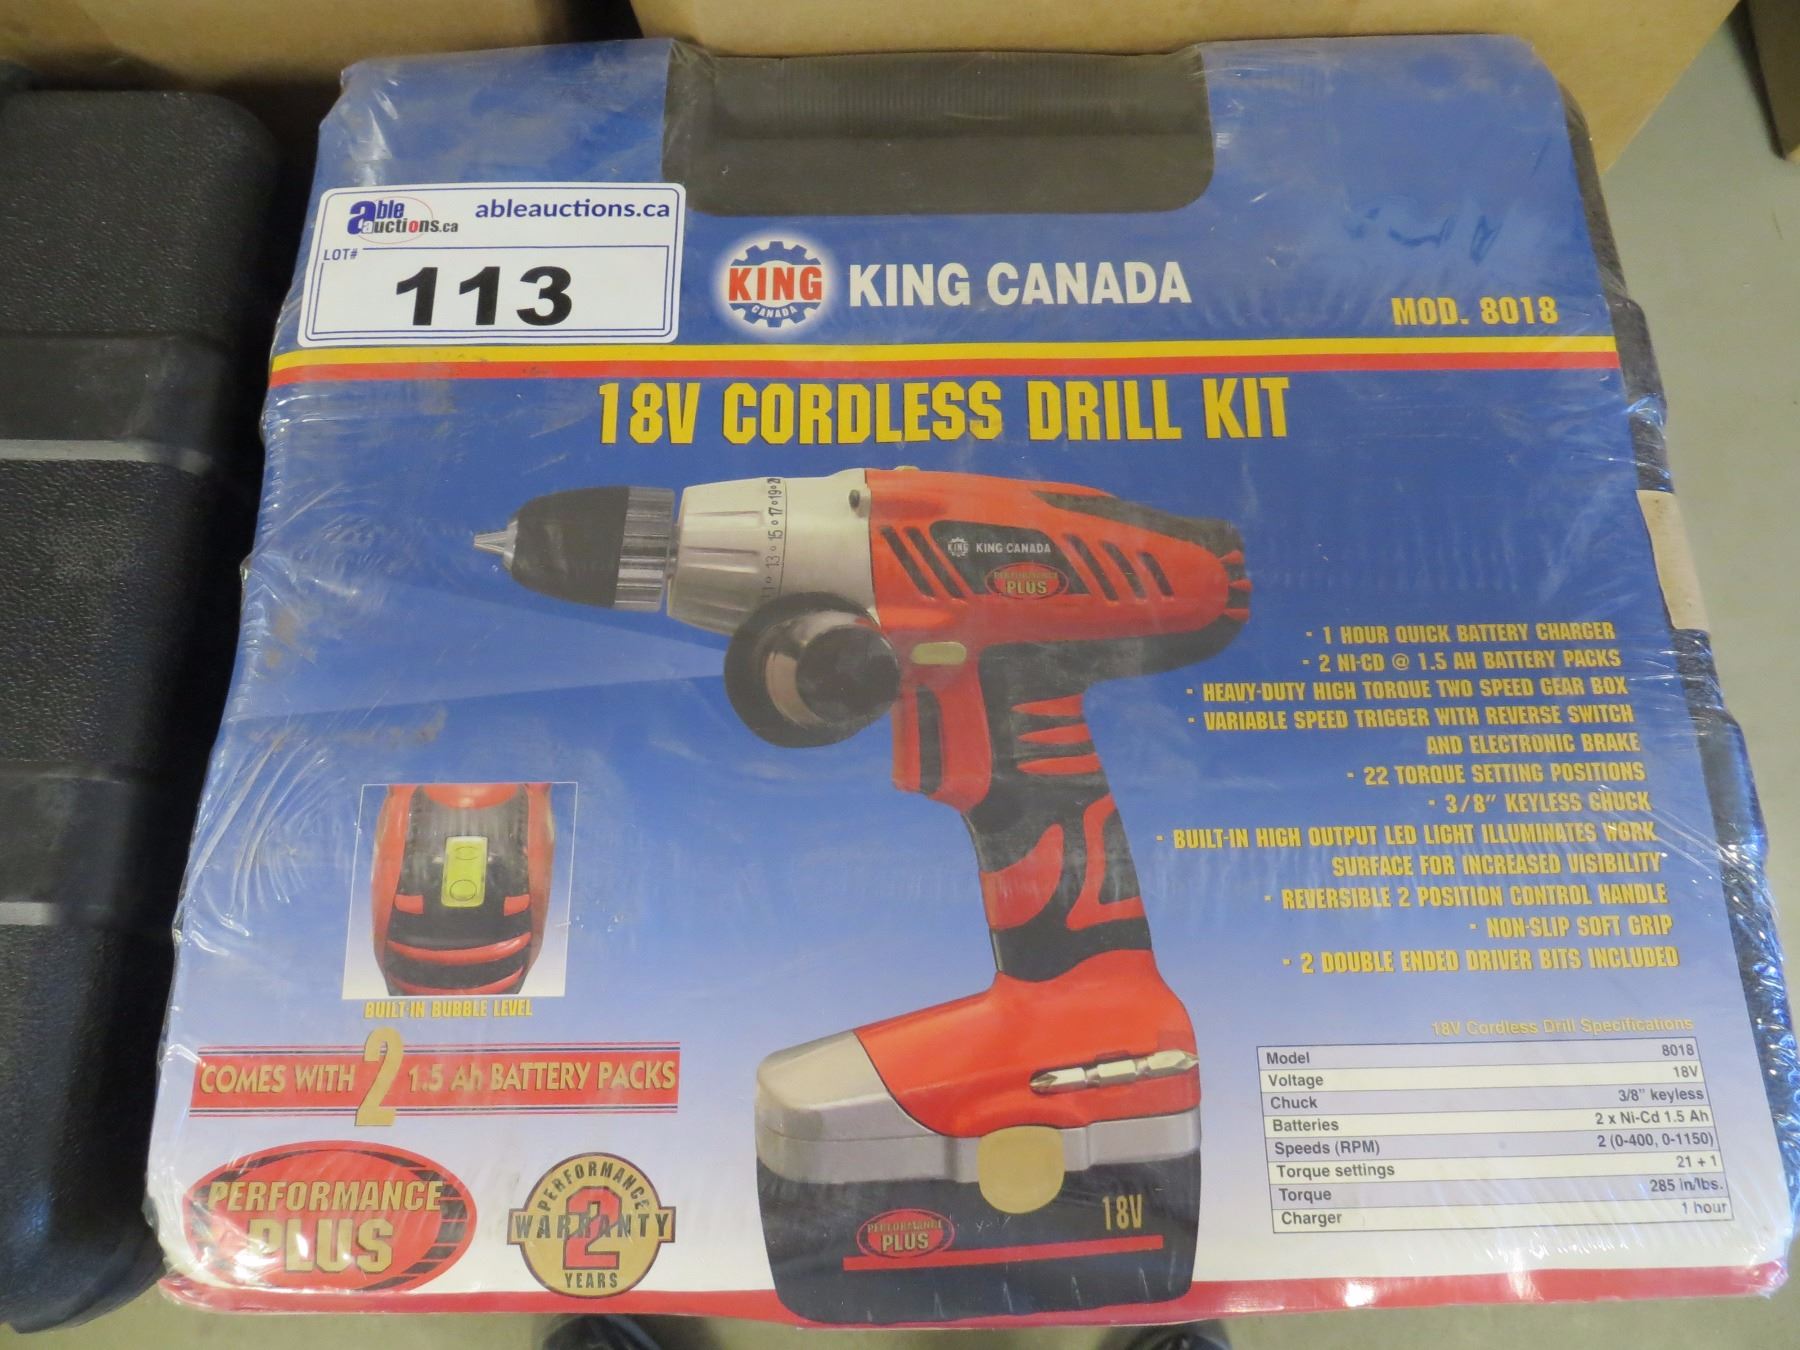 able auctions.ca
ableauctions.ca
LOT#
113
KING
CANADA
KING CANADA
MOD. 8018
18V CORDLESS DRILL KIT
11 o 13 o 15 o 17 o 19 o 21
KING KING CANADA
PERFORMANCE
PLUS
· 1 HOUR QUICK BATTERY CHARGER
· 2 NI-CD @ 1.5 AH BATTERY PACKS
· HEAVY-DUTY HIGH TORQUE TWO SPEED GEAR BOX
· VARIABLE SPEED TRIGGER WITH REVERSE SWITCH
AND ELECTRONIC BRAKE
· 22 TORQUE SETTING POSITIONS
· 3/8" KEYLESS CHUCK
· BUILT-IN HIGH OUTPUT LED LIGHT ILLUMINATES WORK
SURFACE FOR INCREASED VISIBILITY
· REVERSIBLE 2 POSITION CONTROL HANDLE
· NON-SLIP SOFT GRIP
· 2 DOUBLE ENDED DRIVER BITS INCLUDED
BUILT-IN BUBBLE LEVEL
COMES WITH 2 1.5 Ah BATTERY PACKS
PERFORMANCE
PLUS
PERFORMANCE
2
WARRANTY
YEARS
PERFORMANCE
PLUS
18V
18V Cordless Drill Specifications
Model 8018
Voltage 18V
Chuck 3/8" keyless
Batteries 2 x Ni-Cd 1.5 Ah
Speeds (RPM) 2 (0-400, 0-1150)
Torque settings 21 + 1
Torque 285 in/lbs.
Charger 1 hour